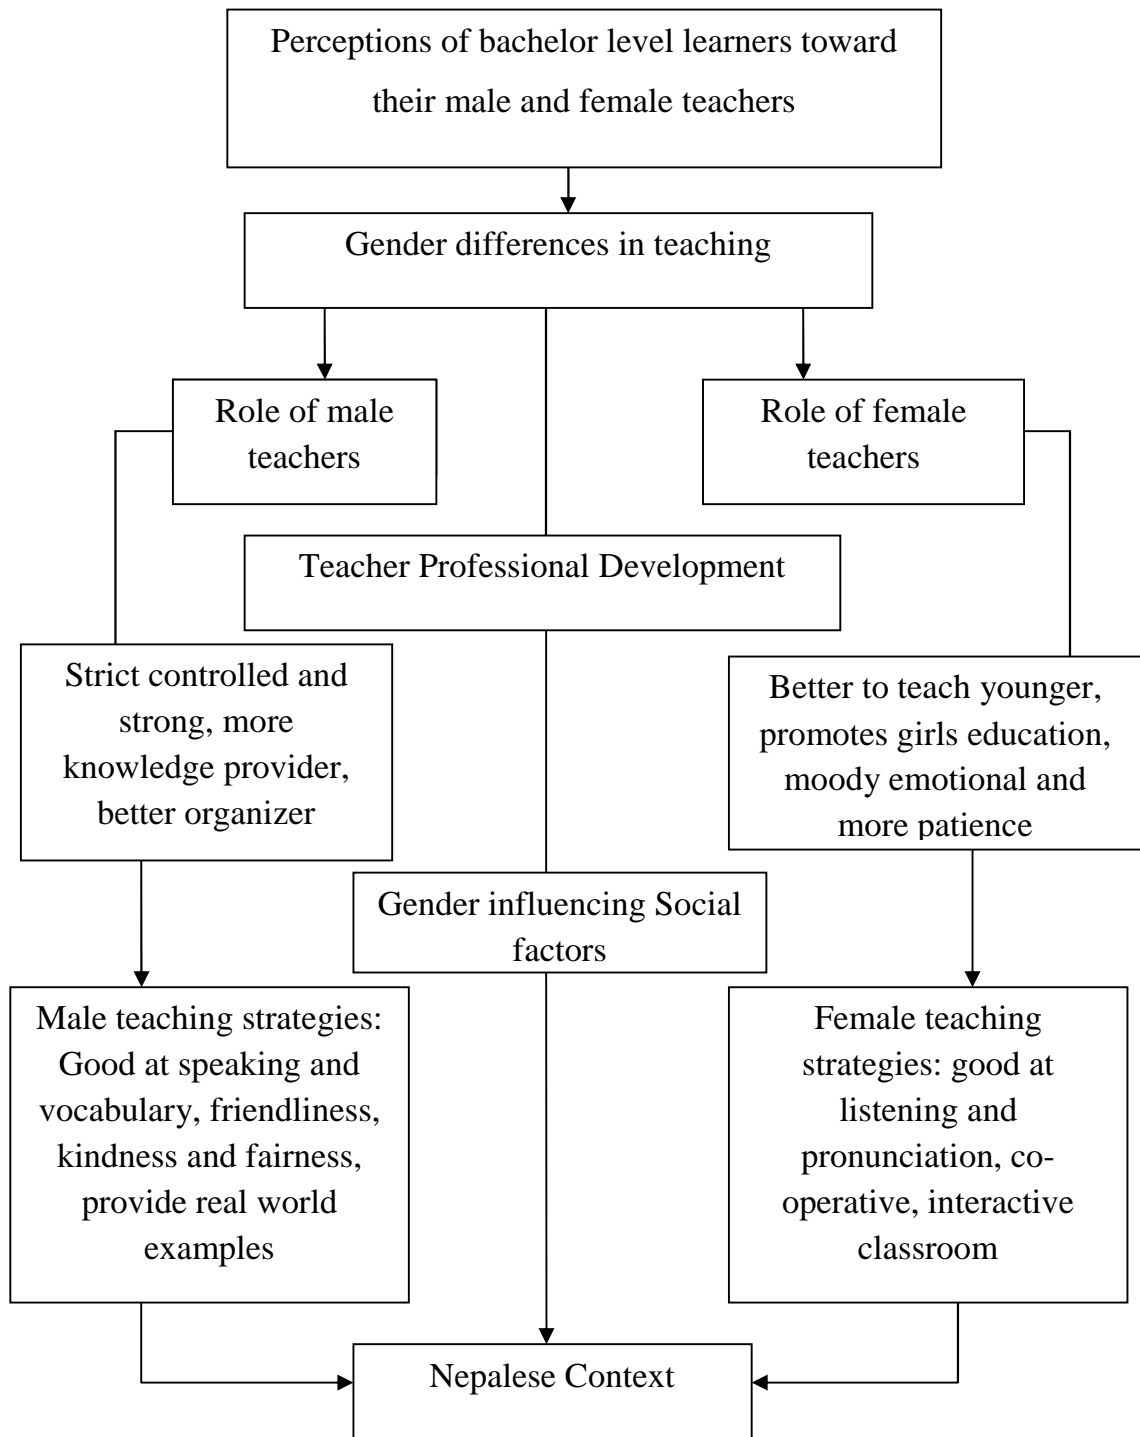 Perceptions of bachelor level learners toward
their male and female teachers
Gender differences in teaching
Role of male
teachers
Role of female
teachers
Teacher Professional Development
Strict controlled and
strong, more
knowledge provider,
better organizer
Better to teach younger,
promotes girls education,
moody emotional and
more patience
Gender influencing Social
factors
Male teaching strategies:
Good at speaking and
vocabulary, friendliness,
kindness and fairness,
provide real world
examples
Female teaching
strategies: good at
listening and
pronunciation, co-
operative, interactive
classroom
Nepalese Context